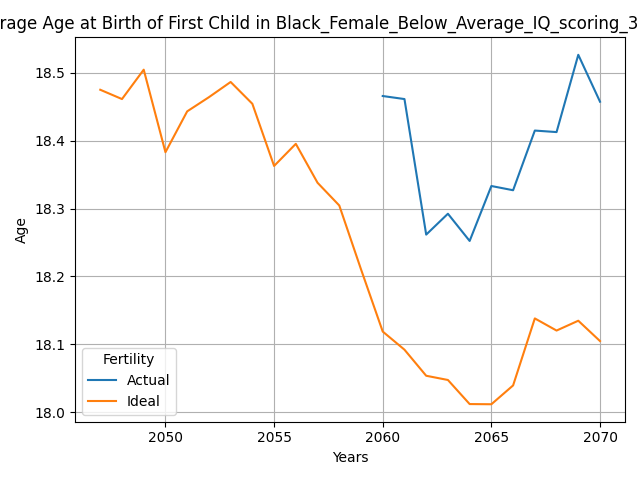 rage Age at Birth of First Child in Black_Female_Below_Average_IQ_scoring_3
18.5
18.4
18.3
18.2
18.1
18.0
Age
Fertility
Actual
Ideal
2050
2055
2060
2065
2070
Years